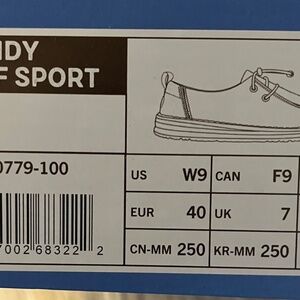 NDY
F SPORT
0779-100
US W9 CAN F9
EUR 40 UK 7
CN-MM 250 KR-MM 250
7002 68322 2